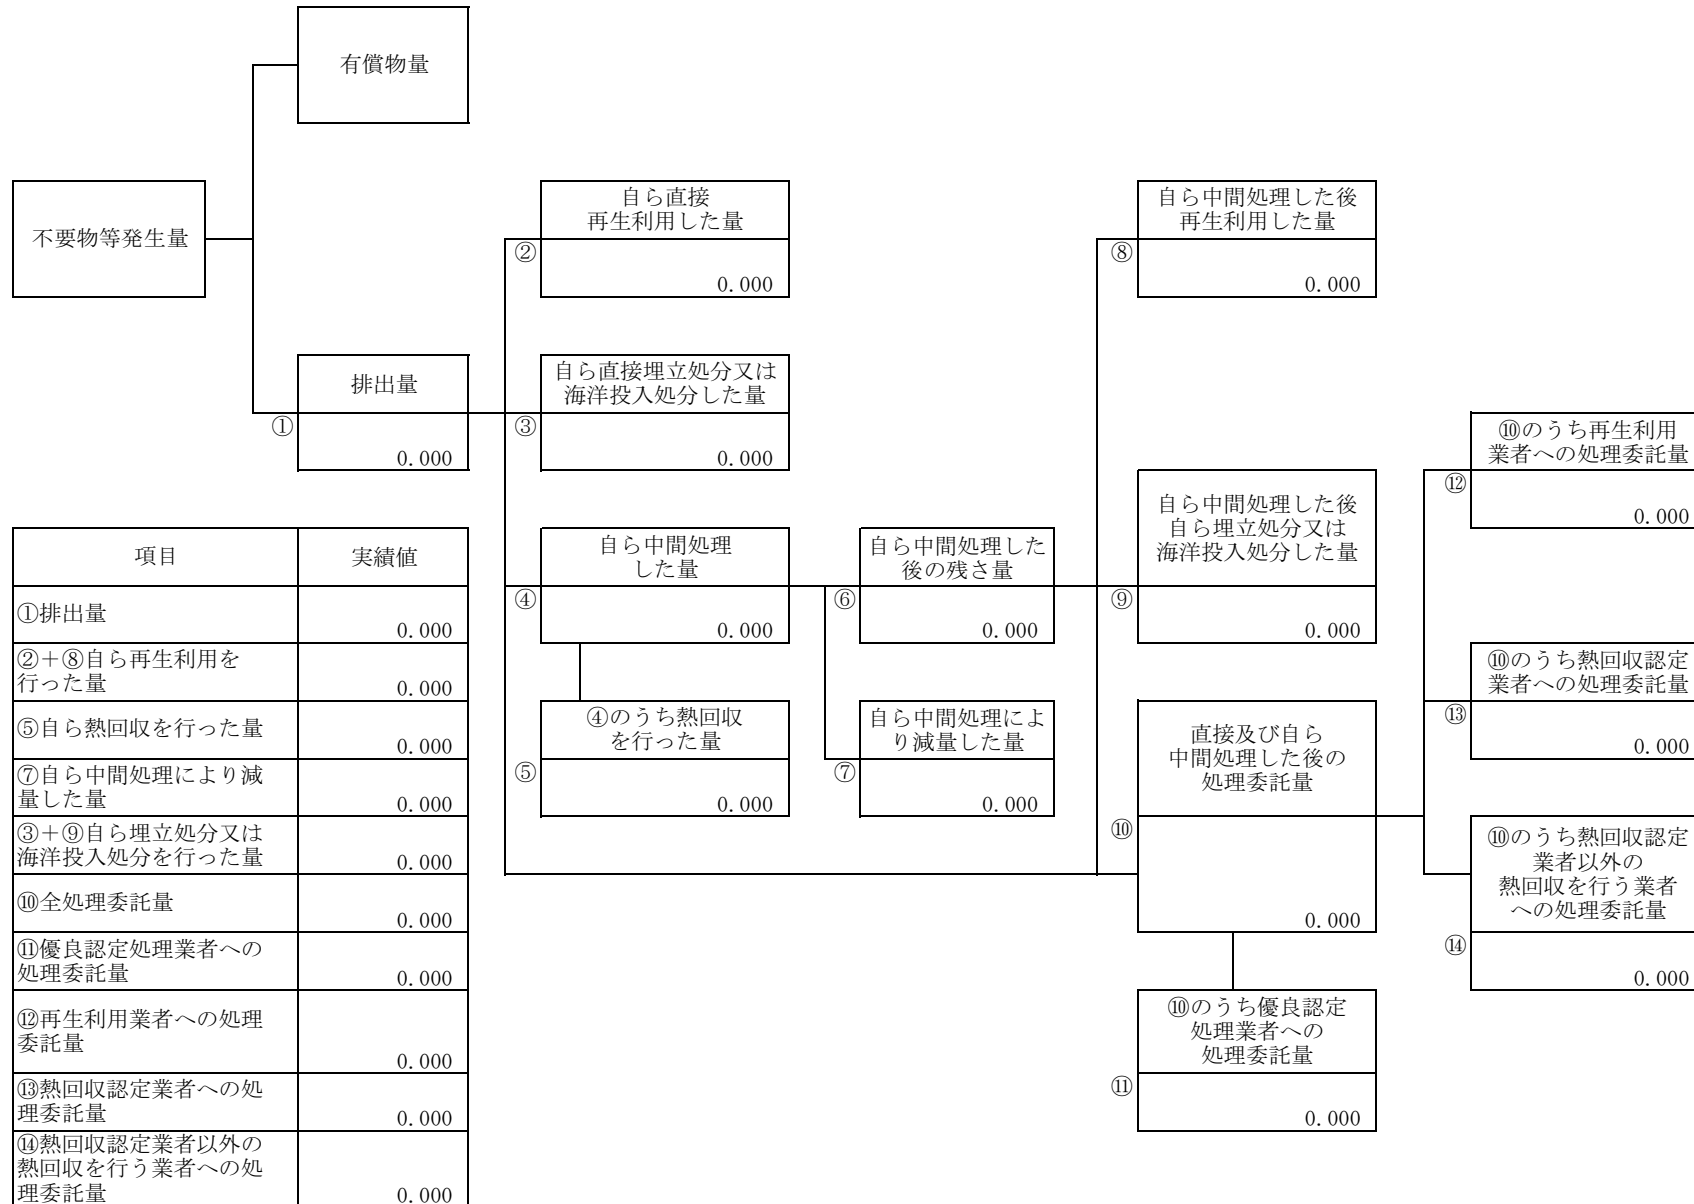 有償物量
不要物等発生量
自ら直接
再生利用した量
②
0.000
自ら中間処理した後
再生利用した量
⑧
0.000
排出量
①
0.000
自ら直接埋立処分又は
海洋投入処分した量
③
0.000
⑩のうち再生利用
業者への処理委託量
⑫
0.000
自ら中間処理
した量
④
0.000
自ら中間処理した
後の残さ量
⑥
0.000
自ら中間処理した後
自ら埋立処分又は
海洋投入処分した量
⑨
0.000
⑩のうち熱回収認定
業者への処理委託量
⑬
0.000
④のうち熱回収
を行った量
⑤
0.000
自ら中間処理によ
り減量した量
⑦
0.000
直接及び自ら
中間処理した後の
処理委託量
⑩
0.000
⑩のうち熱回収認定
業者以外の
熱回収を行う業者
への処理委託量
⑭
0.000
⑩のうち優良認定
処理業者への
処理委託量
⑪
0.000
項目 実績値
①排出量
0.000
②+⑧自ら再生利用を
行った量 0.000
⑤自ら熱回収を行った量
0.000
⑦自ら中間処理により減
量した量 0.000
③+⑨自ら埋立処分又は
海洋投入処分を行った量 0.000
⑩全処理委託量
0.000
⑪優良認定処理業者への
処理委託量 0.000
⑫再生利用業者への処理
委託量
0.000
⑬熱回収認定業者への処
理委託量 0.000
⑭熱回収認定業者以外の
熱回収を行う業者への処
理委託量 0.000